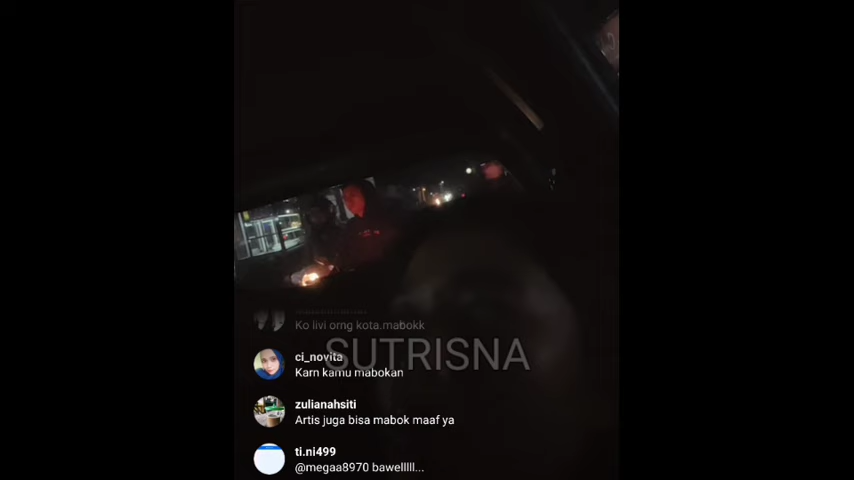 Ko livi orng kota.mabokk
SUTRISNA
ci_novita
Karn kamu mabokan
zulianahsiti
Artis juga bisa mabok maaf ya
ti.ni499
@megaa8970 bawelllll...